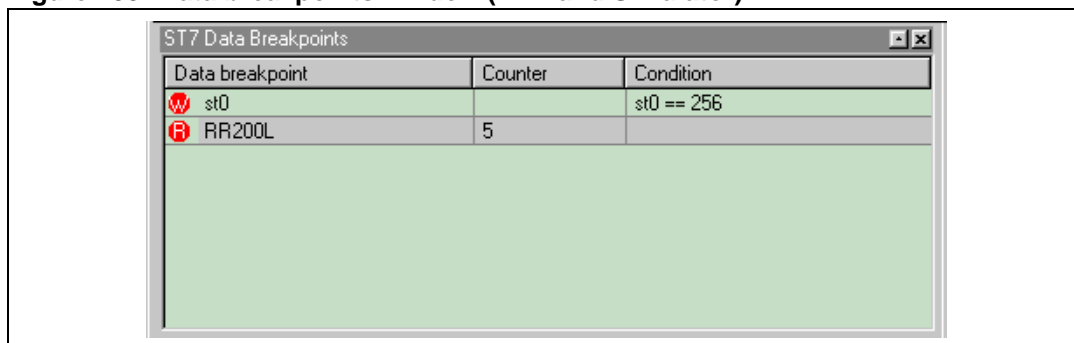 ST7 Data Breakpoints
Data breakpoint Counter Condition
W st0 st0 == 256
R RR200L 5